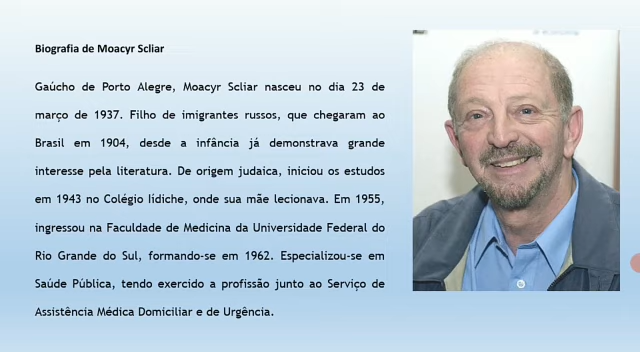 Biografia de Moacyr Scliar
Gaúcho de Porto Alegre, Moacyr Scliar nasceu no dia 23 de
março de 1937. Filho de imigrantes russos, que chegaram ao
Brasil em 1904, desde a infância já demonstrava grande
interesse pela literatura. De origem judaica, iniciou os estudos
em 1943 no Colégio Iídiche, onde sua mãe lecionava. Em 1955,
ingressou na Faculdade de Medicina da Universidade Federal do
Rio Grande do Sul, formando-se em 1962. Especializou-se em
Saúde Pública, tendo exercido a profissão junto ao Serviço de
Assistência Médica Domiciliar e de Urgência.